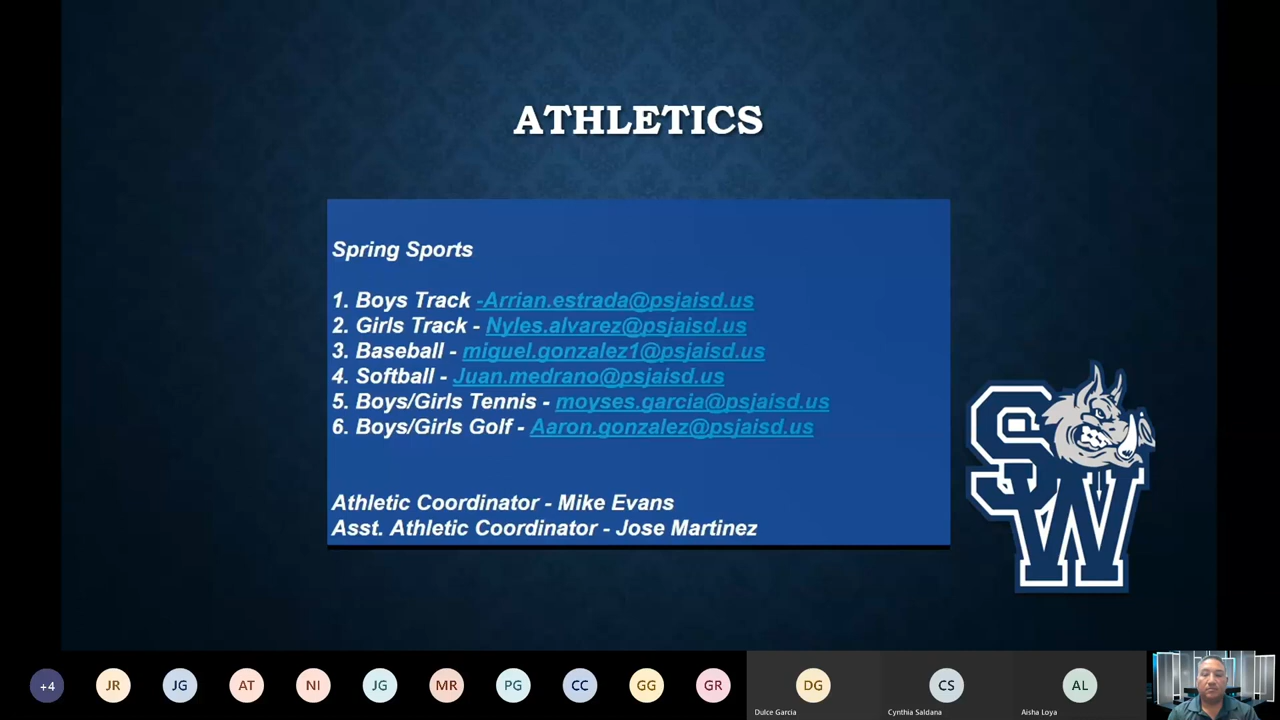 ATHLETICS
Spring Sports
1. Boys Track -Arrian.estrada@psjaisd.us
2. Girls Track - Nyles.alvarez@psjaisd.us
3. Baseball - miguel.gonzalez1@psjaisd.us
4. Softball - Juan.medrano@psjaisd.us
5. Boys/Girls Tennis - moyses.garcia@psjaisd.us
6. Boys/Girls Golf - Aaron.gonzalez@psjaisd.us
Athletic Coordinator - Mike Evans
Asst. Athletic Coordinator - Jose Martinez
SW
+4 JR JG AT NI JG MR PG CC GG GR DG CS AL
Dulce Garcia Cynthia Saldana Aisha Loya